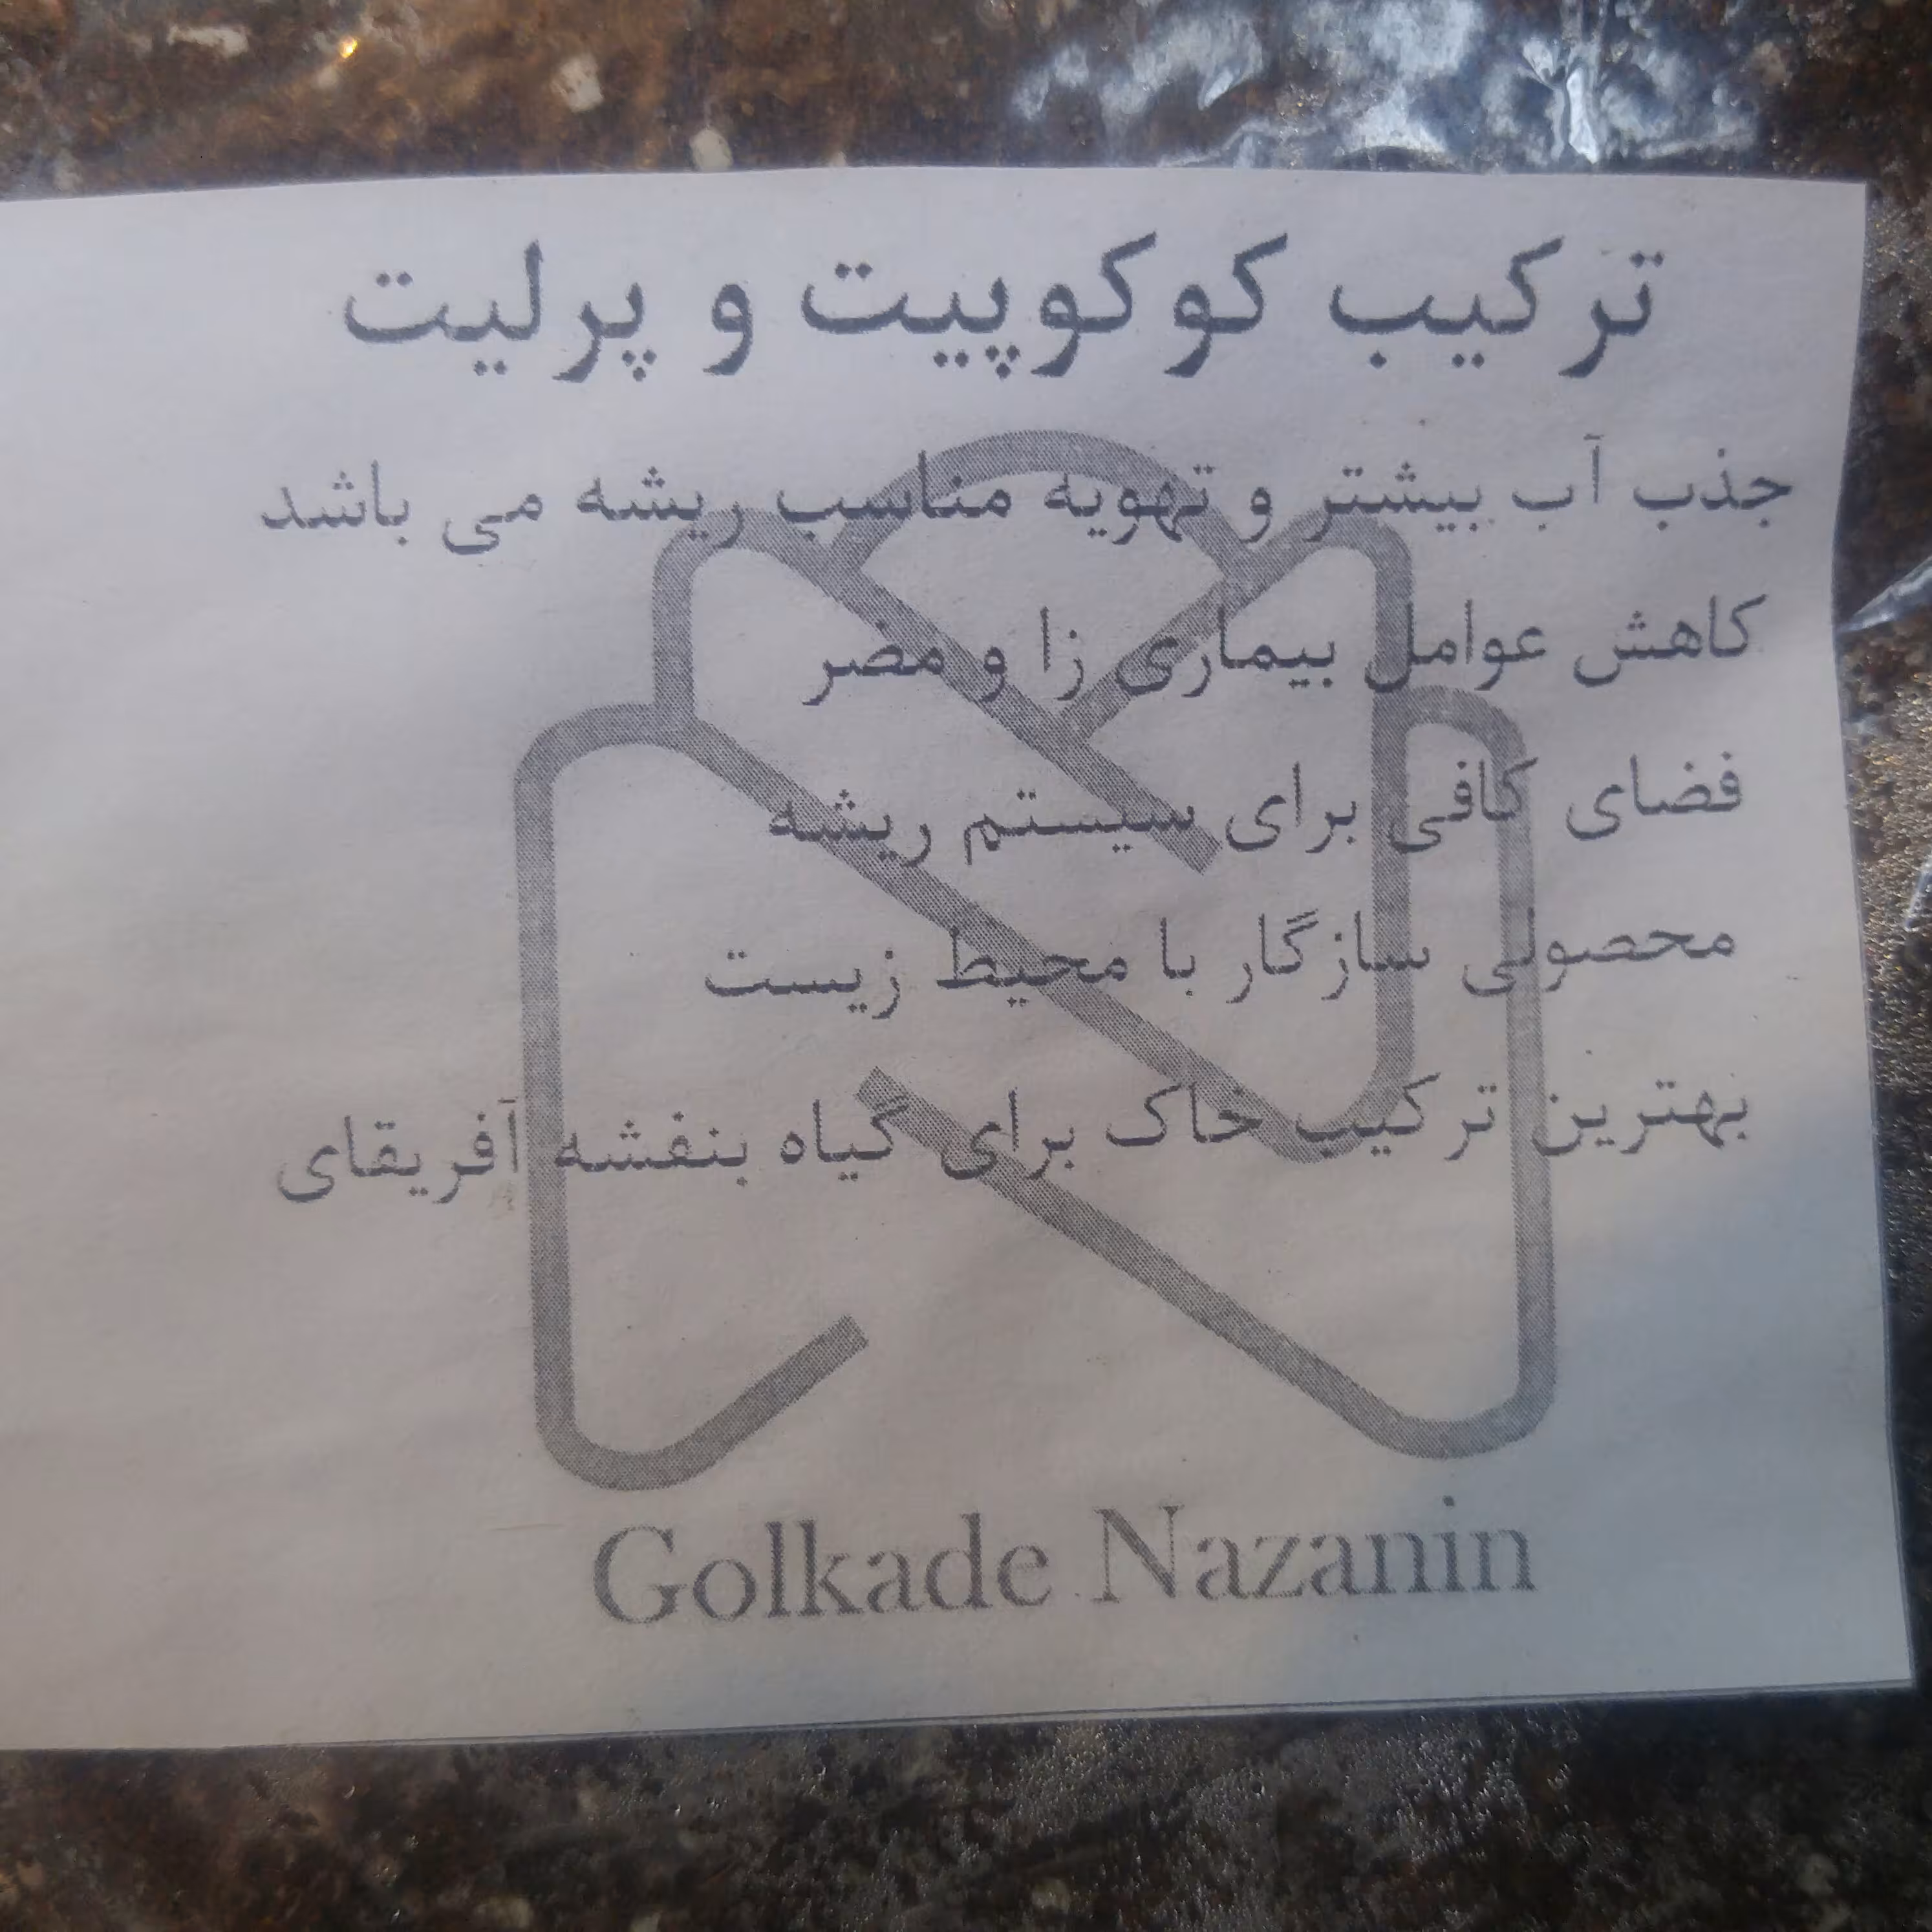 ترکیب کوکوپیت و پرلیت
جذب آب بیشتر و تهویه مناسب ریشه می باشد
کاهش عوامل بیماری زا و مضر
فضای کافی برای سیستم ریشه
محصولی سازگار با محیط زیست
بهترین ترکیب خاک برای گیاه بنفشه آفریقای
Golkade Nazanin